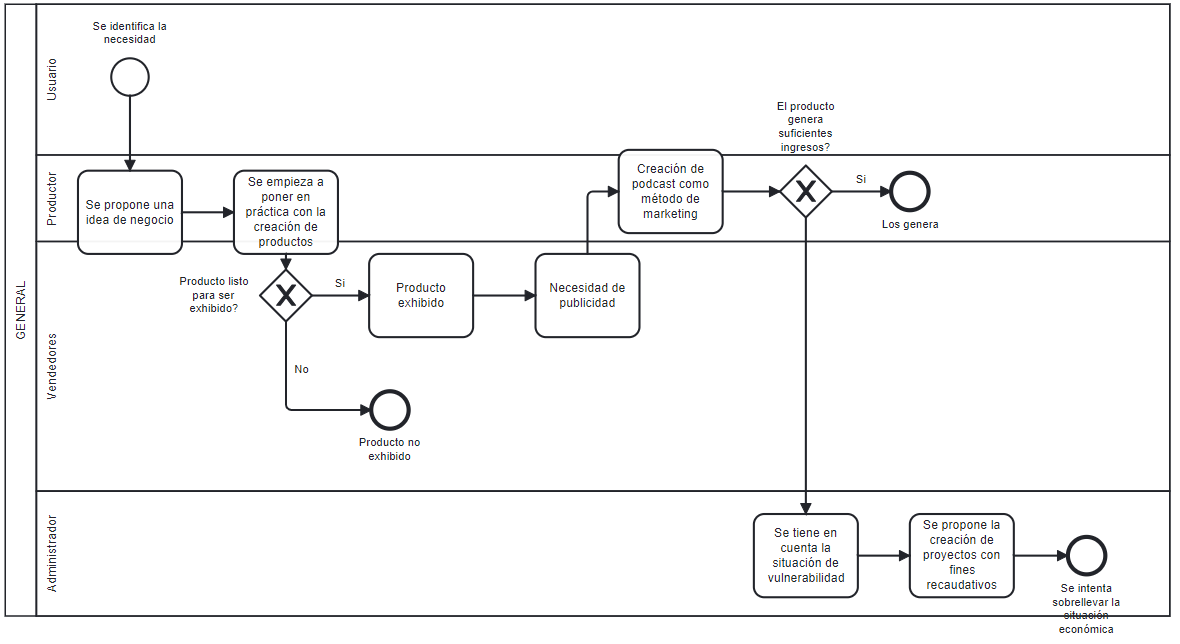 GENERAL
Usuario
Se identifica la
necesidad
Productor
Se propone una
idea de negocio
Se empieza a
poner en
práctica con la
creación de
productos
Creación de
podcast como
método de
marketing
El producto
genera
suficientes
ingresos?
Si
Los genera
Vendedores
Producto listo
para ser
exhibido?
Si
Producto
exhibido
Necesidad de
publicidad
No
Producto no
exhibido
Administrador
Se tiene en
cuenta la
situación de
vulnerabilidad
Se propone la
creación de
proyectos con
fines
recaudativos
Se intenta
sobrellevar la
situación
económica